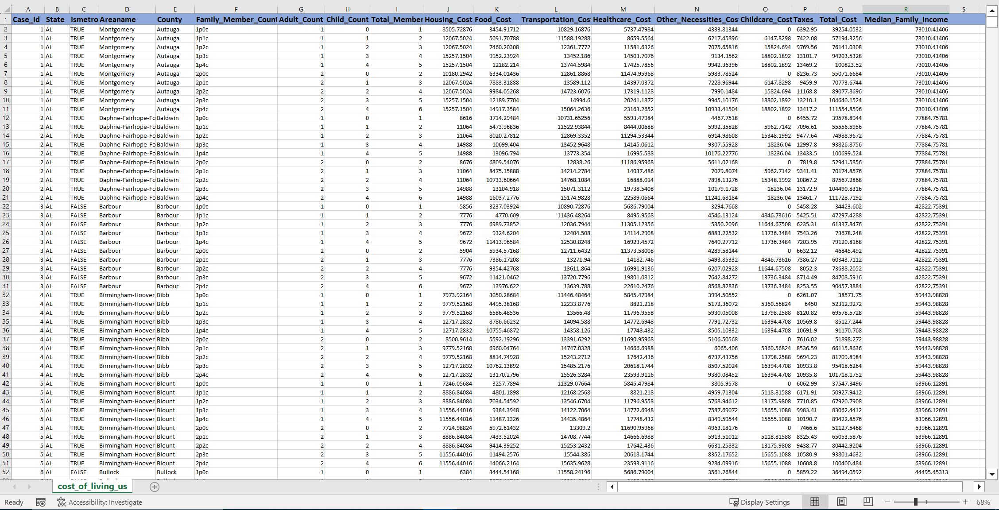 A B C D E F G H I J K L M N O P Q R S
1 Case_Id State Ismetro Areaname County Family_Member_Count Adult_Count Child_Count Total_Member Housing_Cost Food_Cost Transportation_Cos Healthcare_Cost Other_Necessities_Cos Childcare_Cost Taxes Total_Cost Median_Family_Income
2 1 AL TRUE Montgomery Autauga 1p0c 1 0 1 8505.72876 3454.91712 10829.16876 5737.47984 4333.81344 0 6392.95 39254.0532 73010.41406
3 1 AL TRUE Montgomery Autauga 1p1c 1 1 2 12067.5024 5091.70788 11588.19288 8659.5564 6217.45896 6147.8298 7422.08 57194.3256 73010.41406
4 1 AL TRUE Montgomery Autauga 1p2c 1 2 3 12067.5024 7460.20308 12361.7772 11581.6326 7075.65816 15824.694 9769.56 76141.0308 73010.41406
5 1 AL TRUE Montgomery Autauga 1p3c 1 3 4 15257.1504 9952.23924 13452.186 14503.7076 9134.3562 18802.1892 13101.7 94203.5328 73010.41406
6 1 AL TRUE Montgomery Autauga 1p4c 1 4 5 15257.1504 12182.214 13744.5984 17425.7856 9942.36396 18802.1892 13469.2 100823.52 73010.41406
7 1 AL TRUE Montgomery Autauga 2p0c 2 0 2 10180.2942 6334.01436 12861.8868 11474.95968 5983.78524 0 8236.73 55071.6684 73010.41406
8 1 AL TRUE Montgomery Autauga 2p1c 2 1 3 12067.5024 7883.31888 13589.112 14397.0372 7228.96944 6147.8298 9459.9 70773.6744 73010.41406
9 1 AL TRUE Montgomery Autauga 2p2c 2 2 4 12067.5024 9984.05268 14723.6076 17319.1128 7990.1484 15824.694 11168.8 89077.8696 73010.41406
10 1 AL TRUE Montgomery Autauga 2p3c 2 3 5 15257.1504 12189.7704 14994.6 20241.1872 9945.10176 18802.1892 13210.1 104640.1524 73010.41406
11 1 AL TRUE Montgomery Autauga 2p4c 2 4 6 15257.1504 14917.3584 15064.2636 23163.2652 10933.41504 18802.1892 13417.2 111554.8596 73010.41406
12 2 AL TRUE Daphne-Fairhope-Fo Baldwin 1p0c 1 0 1 8616 3714.29484 10731.65256 5593.47984 4467.7518 0 6455.72 39578.8944 77884.75781
13 2 AL TRUE Daphne-Fairhope-Fo Baldwin 1p1c 1 1 2 11064 5473.96836 11522.93844 8444.00688 5992.35828 5962.7142 7096.61 55556.5956 77884.75781
14 2 AL TRUE Daphne-Fairhope-Fo Baldwin 1p2c 1 2 3 11064 8020.27812 12869.3352 11294.53344 6914.98608 15348.1992 9477.64 74988.9672 77884.75781
15 2 AL TRUE Daphne-Fairhope-Fo Baldwin 1p3c 1 3 4 14988 10699.404 13452.9648 14145.0612 9307.55928 18236.04 12997.8 93826.8756 77884.75781
16 2 AL TRUE Daphne-Fairhope-Fo Baldwin 1p4c 1 4 5 14988 13096.794 13773.354 16995.588 10176.22776 18236.04 13433.5 100699.524 77884.75781
17 2 AL TRUE Daphne-Fairhope-Fo Baldwin 2p0c 2 0 2 8676 6809.54076 12838.26 11186.95968 5611.02168 0 7819.8 52941.5856 77884.75781
18 2 AL TRUE Daphne-Fairhope-Fo Baldwin 2p1c 2 1 3 11064 8475.15888 14214.2784 14037.486 7079.8074 5962.7142 9341.41 70174.8576 77884.75781
19 2 AL TRUE Daphne-Fairhope-Fo Baldwin 2p2c 2 2 4 11064 10733.60664 14768.1084 16888.014 7898.13276 15348.1992 10867.2 87567.2868 77884.75781
20 2 AL TRUE Daphne-Fairhope-Fo Baldwin 2p3c 2 3 5 14988 13104.918 15071.3112 19738.5408 10179.1728 18236.04 13172.9 104490.8316 77884.75781
21 2 AL TRUE Daphne-Fairhope-Fo Baldwin 2p4c 2 4 6 14988 16037.2776 15174.9828 22589.0664 11241.68184 18236.04 13461.7 111728.7192 77884.75781
22 3 AL FALSE Barbour Barbour 1p0c 1 0 1 5856 3237.03924 10890.72876 5686.79004 3294.7668 0 5458.28 34423.602 42822.75391
23 3 AL FALSE Barbour Barbour 1p1c 1 1 2 7776 4770.609 11436.48264 8495.9568 4546.13124 4846.73616 5425.51 47297.4288 42822.75391
24 3 AL FALSE Barbour Barbour 1p2c 1 2 3 7776 6989.73852 12036.7944 11305.12356 5350.2096 11644.67508 6235.31 61337.8476 42822.75391
25 3 AL FALSE Barbour Barbour 1p3c 1 3 4 9672 9324.6204 12404.508 14114.2908 6883.22532 13736.3484 7543.26 73678.248 42822.75391
26 3 AL FALSE Barbour Barbour 1p4c 1 4 5 9672 11413.96584 12530.8248 16923.4572 7640.27712 13736.3484 7203.95 79120.8168 42822.75391
27 3 AL FALSE Barbour Barbour 2p0c 2 0 2 5904 5934.57168 12711.6432 11373.58008 4289.58144 0 6632.12 46845.492 42822.75391
28 3 AL FALSE Barbour Barbour 2p1c 2 1 3 7776 7386.17208 13271.94 14182.746 5493.85332 4846.73616 7386.27 60343.7112 42822.75391
29 3 AL FALSE Barbour Barbour 2p2c 2 2 4 7776 9354.42768 13611.864 16991.9136 6207.02928 11644.67508 8052.3 73638.2052 42822.75391
30 3 AL FALSE Barbour Barbour 2p3c 2 3 5 9672 11421.0462 13720.7796 19801.0812 7642.84272 13736.3484 8714.49 84708.5916 42822.75391
31 3 AL FALSE Barbour Barbour 2p4c 2 4 6 9672 13976.622 13639.788 22610.2476 8568.82836 13736.3484 8253.55 90457.3884 42822.75391
32 4 AL TRUE Birmingham-Hoover Bibb 1p0c 1 0 1 7973.92164 3050.28684 11446.48464 5845.47984 3994.50552 0 6261.07 38571.75 59443.98828
33 4 AL TRUE Birmingham-Hoover Bibb 1p1c 1 1 2 9779.52168 4495.38168 12233.8776 8821.218 5172.36072 5360.56824 6450 52312.9272 59443.98828
34 4 AL TRUE Birmingham-Hoover Bibb 1p2c 1 2 3 9779.52168 6586.48536 13566.48 11796.9558 5930.05008 13798.2588 8120.82 69578.5728 59443.98828
35 4 AL TRUE Birmingham-Hoover Bibb 1p3c 1 3 4 12717.2832 8786.66232 14094.588 14772.6948 7791.72732 16394.4708 10569.8 85127.244 59443.98828
36 4 AL TRUE Birmingham-Hoover Bibb 1p4c 1 4 5 12717.2832 10755.46872 14358.126 17748.432 8505.10332 16394.4708 10691.9 91170.768 59443.98828
37 4 AL TRUE Birmingham-Hoover Bibb 2p0c 2 0 2 8500.9614 5592.19296 13391.6292 11690.95968 5106.50568 0 7616.02 51898.272 59443.98828
38 4 AL TRUE Birmingham-Hoover Bibb 2p1c 2 1 3 9779.52168 6960.04764 14747.0328 14666.6988 6065.406 5360.56824 8536.59 66115.8636 59443.98828
39 4 AL TRUE Birmingham-Hoover Bibb 2p2c 2 2 4 9779.52168 8814.74928 15243.2712 17642.436 6737.43756 13798.2588 9694.23 81709.8984 59443.98828
40 4 AL TRUE Birmingham-Hoover Bibb 2p3c 2 3 5 12717.2832 10762.13892 15485.2176 20618.1744 8507.52024 16394.4708 10933.8 95418.6264 59443.98828
41 4 AL TRUE Birmingham-Hoover Bibb 2p4c 2 4 6 12717.2832 13170.2796 15526.3284 23593.9116 9380.08452 16394.4708 10935.8 101718.1752 59443.98828
42 5 AL TRUE Birmingham-Hoover Blount 1p0c 1 0 1 7246.05684 3257.7894 11329.07664 5845.47984 3805.9578 0 6062.99 37547.3496 63966.12891
43 5 AL TRUE Birmingham-Hoover Blount 1p1c 1 1 2 8886.84084 4801.1898 12168.2568 8821.218 4959.71304 5118.81588 6171.91 50927.9412 63966.12891
44 5 AL TRUE Birmingham-Hoover Blount 1p2c 1 2 3 8886.84084 7034.54592 13546.6704 11796.9558 5768.94612 13175.9808 7710.85 67920.7908 63966.12891
45 5 AL TRUE Birmingham-Hoover Blount 1p3c 1 3 4 11556.44016 9384.3948 14122.7064 14772.6948 7587.69072 15655.1088 9983.41 83062.4412 63966.12891
46 5 AL TRUE Birmingham-Hoover Blount 1p4c 1 4 5 11556.44016 11487.1326 14435.4864 17748.432 8349.59544 15655.1088 10190.7 89422.8576 63966.12891
47 5 AL TRUE Birmingham-Hoover Blount 2p0c 2 0 2 7724.98824 5972.61432 13309.2 11690.95968 4963.18176 0 7466.6 51127.5468 63966.12891
48 5 AL TRUE Birmingham-Hoover Blount 2p1c 2 1 3 8886.84084 7433.52024 14708.7744 14666.6988 5913.51012 5118.81588 8325.43 65053.5876 63966.12891
49 5 AL TRUE Birmingham-Hoover Blount 2p2c 2 2 4 8886.84084 9414.39252 15253.2432 17642.436 6631.25832 13175.9808 9438.77 80442.9204 63966.12891
50 5 AL TRUE Birmingham-Hoover Blount 2p3c 2 3 5 11556.44016 11494.2576 15544.386 20618.1744 8352.17652 15655.1088 10580.9 93801.4632 63966.12891
51 5 AL TRUE Birmingham-Hoover Blount 2p4c 2 4 6 11556.44016 14066.2164 15635.9628 23593.9116 9284.09916 15655.1088 10608.8 100400.484 63966.12891
52 6 AL FALSE Bullock Bullock 1p0c 1 0 1 6384 3444.54168 11558.24196 5686.79004 3561.26844 0 5859.22 36494.0592 44495.45313
cost_of_living_us
Ready Accessibility: Investigate Display Settings 68%